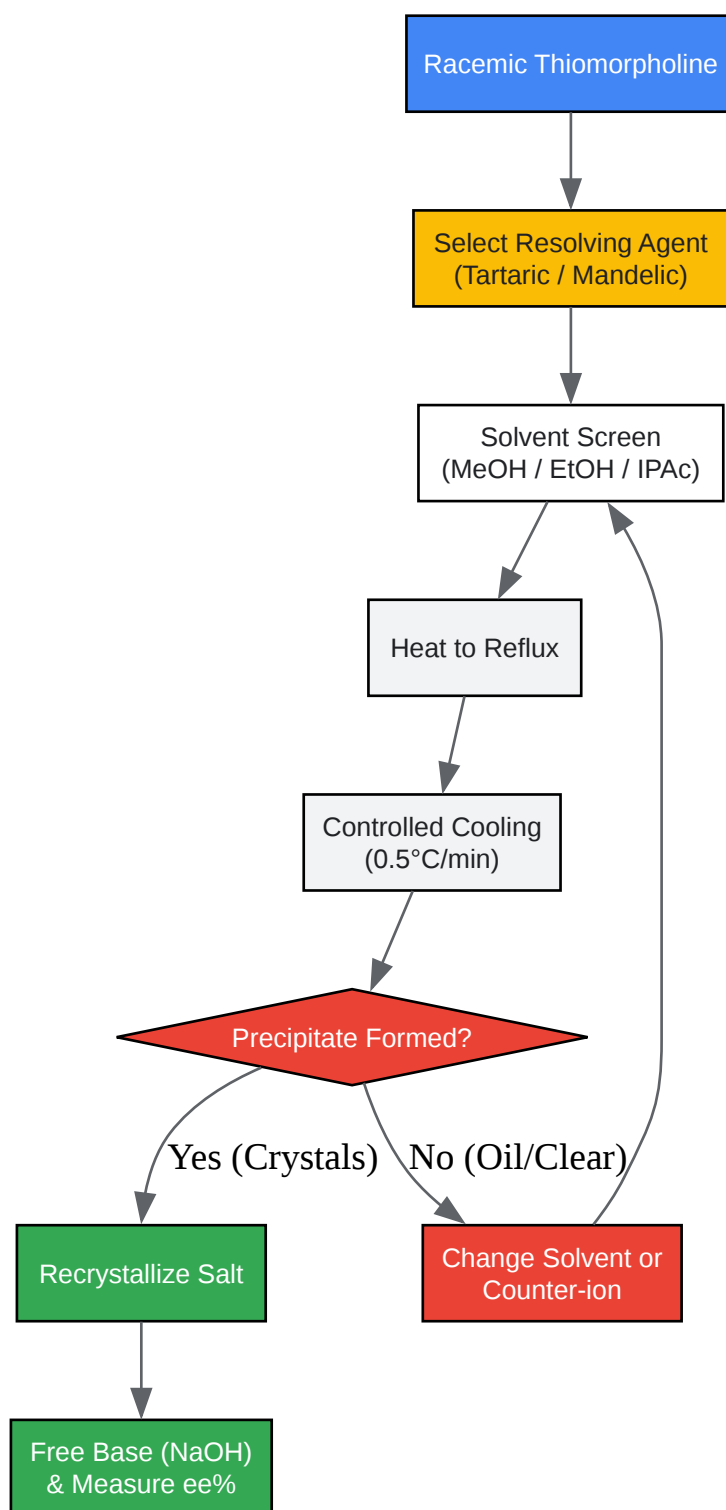 Racemic Thiomorpholine
Select Resolving Agent
(Tartaric / Mandelic)
Solvent Screen
(MeOH / EtOH / IPAc)
Heat to Reflux
Controlled Cooling
(0.5°C/min)
Precipitate Formed?
Yes (Crystals)
No (Oil/Clear)
Recrystallize Salt
Change Solvent or
Counter-ion
Free Base (NaOH)
& Measure ee%